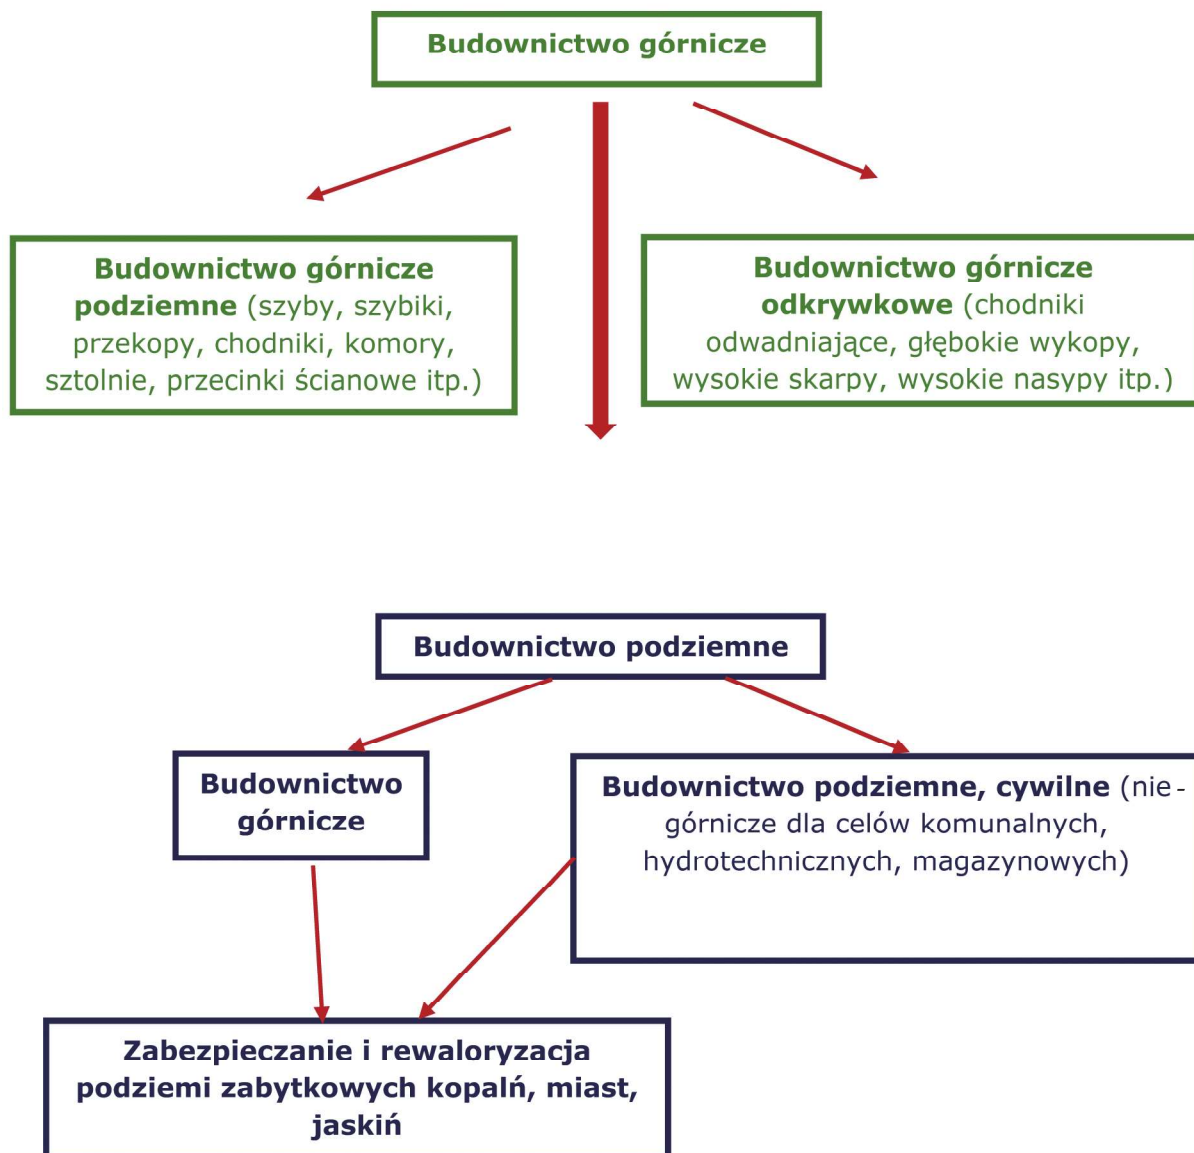 Budownictwo górnicze
Budownictwo górnicze
podziemne (szyby, szybiki,
przekopy, chodniki, komory,
sztolnie, przecinki ścianowe itp.)
Budownictwo górnicze
odkrywkowe (chodniki
odwadniające, głębokie wykopy,
wysokie skarpy, wysokie nasypy itp.)
Budownictwo podziemne
Budownictwo
górnicze
Budownictwo podziemne, cywilne (nie-
górnicze dla celów komunalnych,
hydrotechnicznych, magazynowych)
Zabezpieczanie i rewaloryzacja
podziemi zabytkowych kopalń, miast,
jaskiń